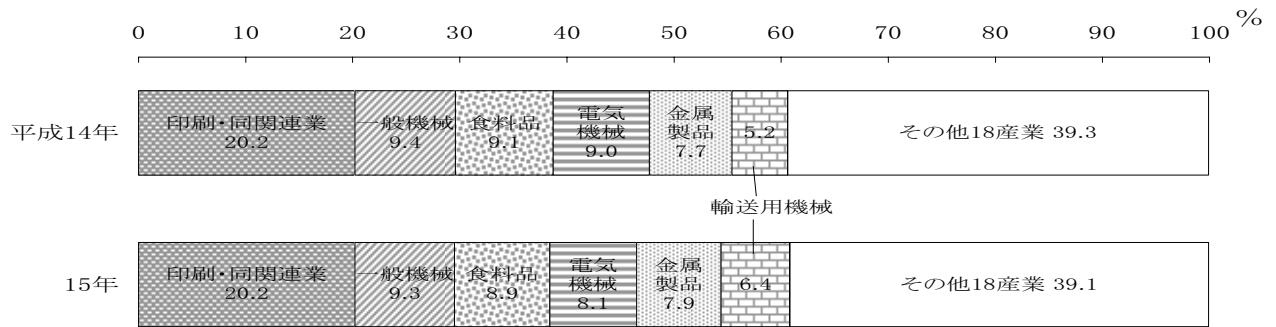 %
0 10 20 30 40 50 60 70 80 90 100
平成14年
印刷・同関連業
20.2
一般機械
9.4
食料品
9.1
電気
機械
9.0
金属
製品
7.7
5.2
その他18産業 39.3
輸送用機械
15年
印刷・同関連業
20.2
一般機械
9.3
食料品
8.9
電気
機械
8.1
金属
製品
7.9
6.4
その他18産業 39.1